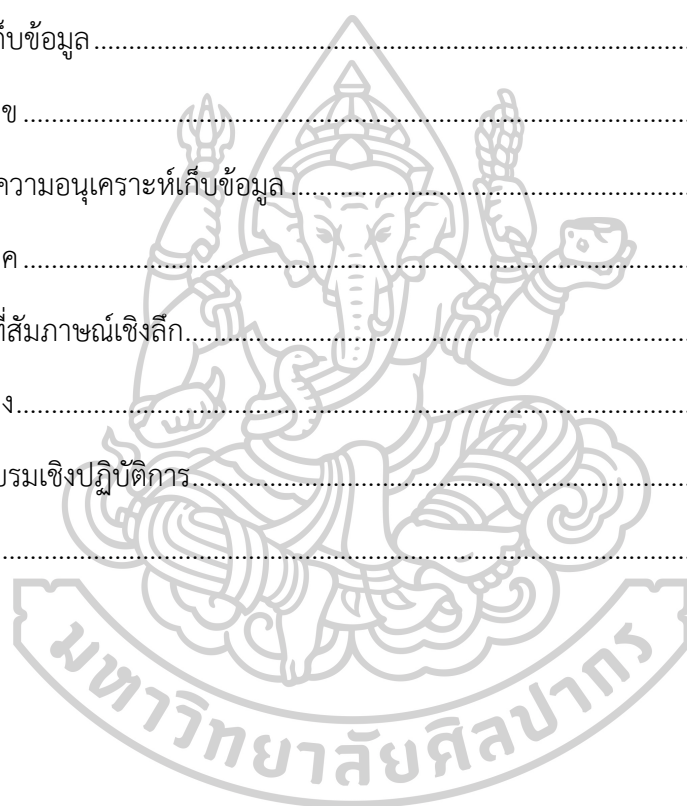 ก็บข้อมูล
ข
ความอนุเคราะห์เก็บข้อมูล
ค
ที่สัมภาษณ์เชิงลึก
ง
บรมเชิงปฏิบัติการ
มหาวิทยาลัยศิลปากร